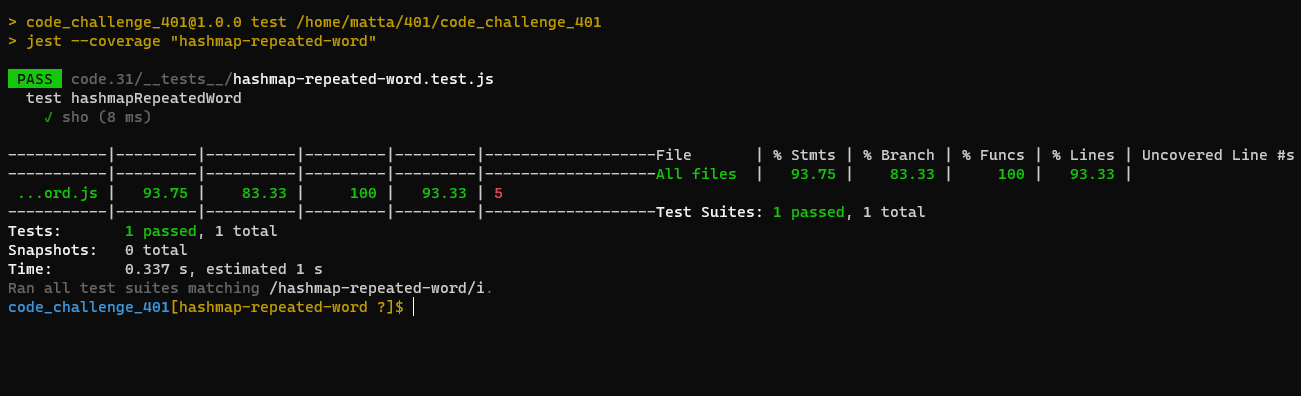 > code_challenge_401@1.0.0 test /home/matta/401/code_challenge_401
> jest --coverage "hashmap-repeated-word"
PASS code.31/__tests__/hashmap-repeated-word.test.js
test hashmapRepeatedWord
√ sho (8 ms)
-----------|---------|----------|---------|---------|-------------------File       | % Stmts | % Branch | % Funcs | % Lines | Uncovered Line #s
-----------|---------|----------|---------|---------|-------------------All files  |   93.75 |    83.33 |     100 |   93.33 |
...ord.js |   93.75 |    83.33 |     100 |   93.33 | 5
-----------|---------|----------|---------|---------|-------------------Test Suites: 1 passed, 1 total
Tests:       1 passed, 1 total
Snapshots:   0 total
Time:        0.337 s, estimated 1 s
Ran all test suites matching /hashmap-repeated-word/i.
code_challenge_401[hashmap-repeated-word ?]$